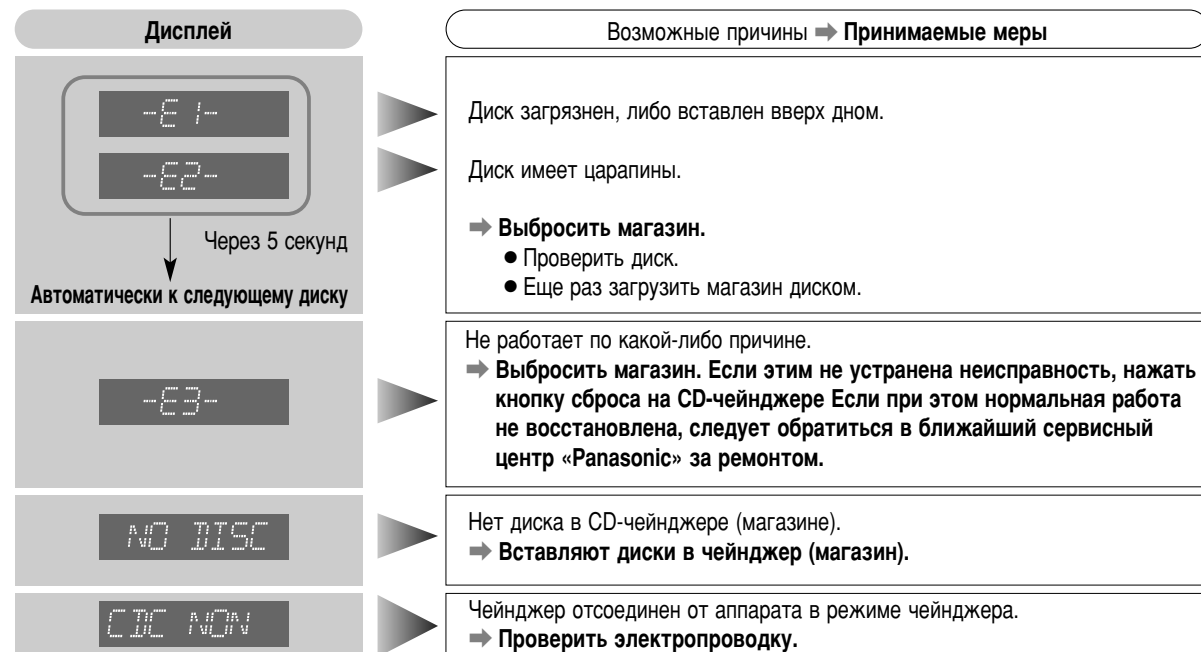 Дисплей
Возможные причины ➡ Принимаемые меры
-E1-
Диск загрязнен, либо вставлен вверх дном.
-E2-
Диск имеет царапины.
Через 5 секунд
Автоматически к следующему диску
➡ Выбросить магазин.
● Проверить диск.
● Еще раз загрузить магазин диском.
-E3-
Не работает по какой-либо причине.
➡ Выбросить магазин. Если этим не устранена неисправность, нажать
кнопку сброса на CD-чейнджере Если при этом нормальная работа
не восстановлена, следует обратиться в ближайший сервисный
центр «Panasonic» за ремонтом.
NO DISC
Нет диска в CD-чейнджере (магазине).
➡ Вставляют диски в чейнджер (магазин).
CDC NON
Чейнджер отсоединен от аппарата в режиме чейнджера.
➡ Проверить электропроводку.